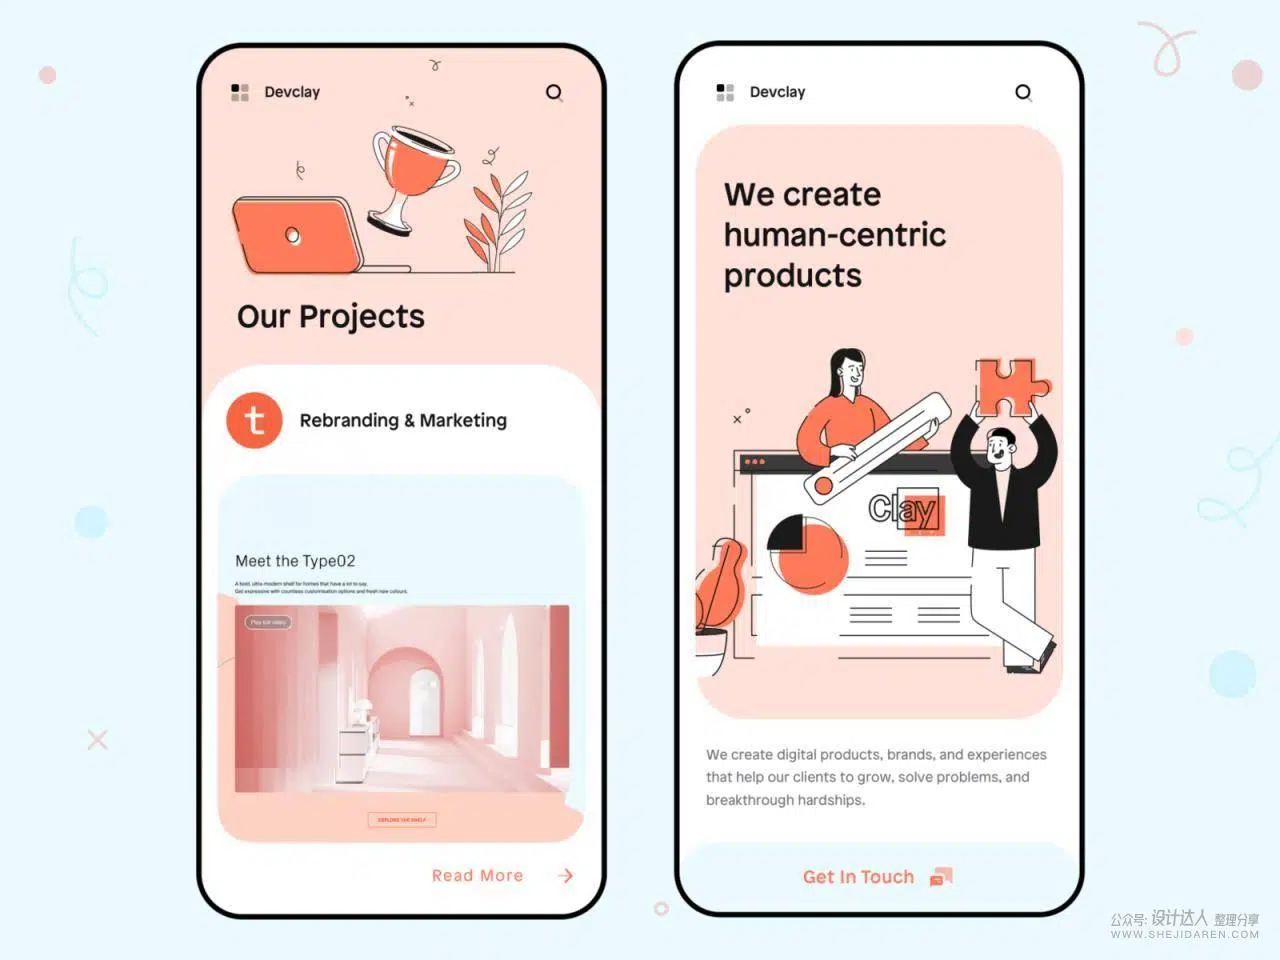 Devclay
Our Projects
t
Rebranding & Marketing
Meet the Type02
A bold, ultra-modern shelf for homes that have a lot to say.
Get expressive with countless customisation options and fresh new colours.
Play full video
EXPLORE THE SHELF
Read More
Devclay
We create
human-centric
products
Clay
We create digital products, brands, and experiences
that help our clients to grow, solve problems, and
breakthrough hardships.
Get In Touch
公众号: 设计达人 整理分享
WWW.SHEJIDAREN.COM